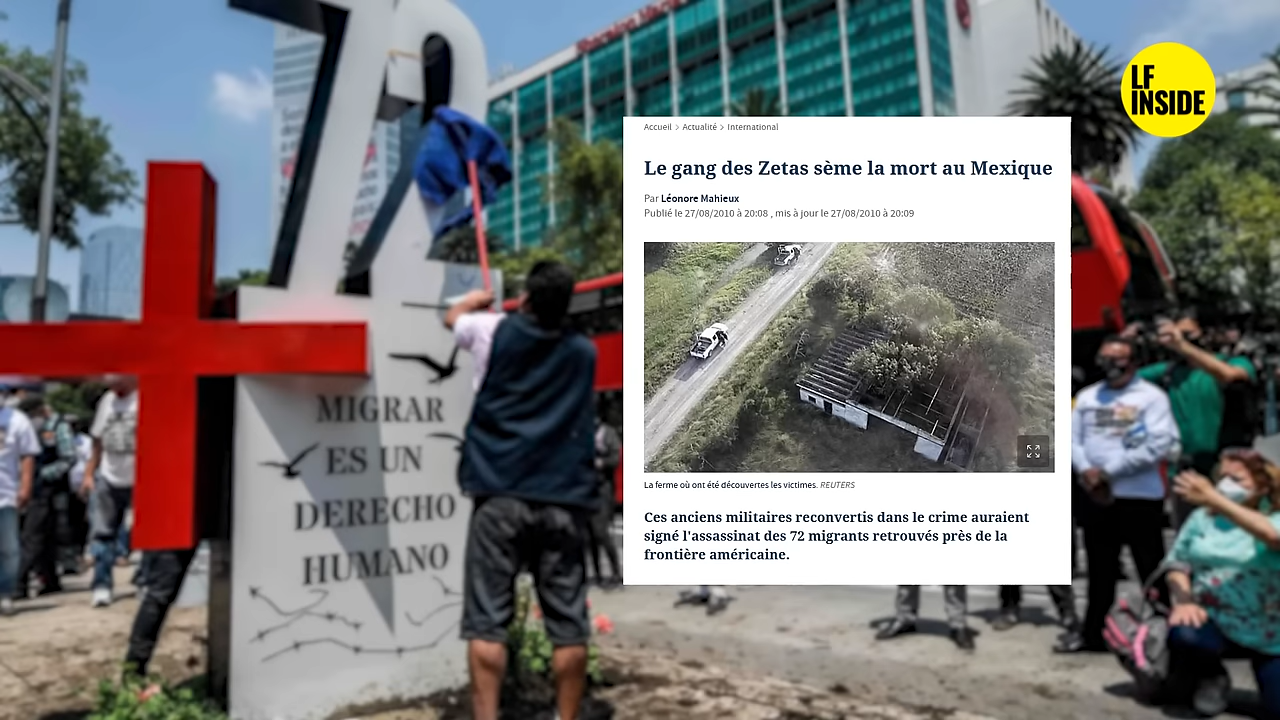 72
MIGRAR
ES UN
DERECHO
HUMANO
LF
INSIDE
Accueil > Actualité > International
Le gang des Zetas sème la mort au Mexique
Par Léonore Mahieux
Publié le 27/08/2010 à 20:08 , mis à jour le 27/08/2010 à 20:09
La ferme où ont été découvertes les victimes. REUTERS
Ces anciens militaires reconvertis dans le crime auraient
signé l'assassinat des 72 migrants retrouvés près de la
frontière américaine.